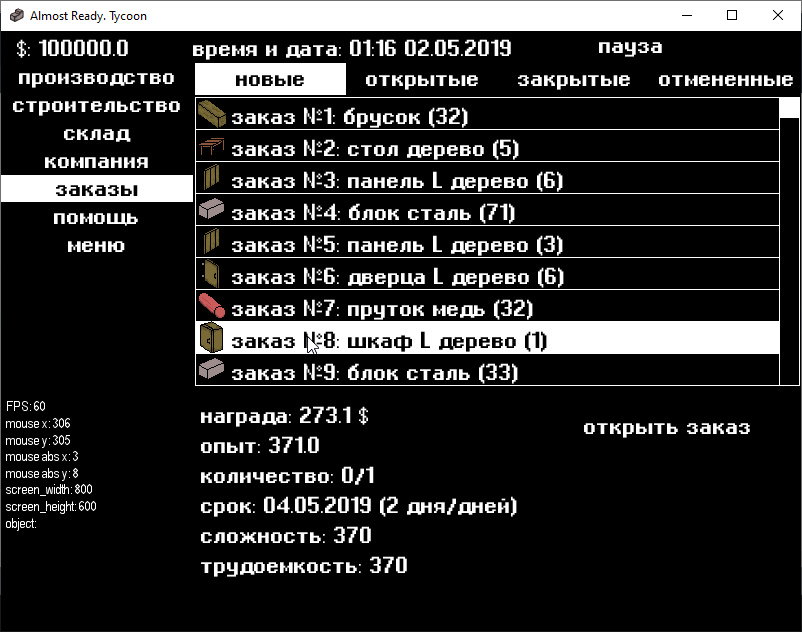 Almost Ready. Tycoon
$: 100000.0 время и дата: 01:16 02.05.2019 пауза
производство
строительство
склад
компания
заказы
помощь
меню
новые открытые закрытые отмененные
заказ №1: брусок (32)
заказ №2: стол дерево (5)
заказ №3: панель L дерево (6)
заказ №4: блок сталь (71)
заказ №5: панель L дерево (3)
заказ №6: дверца L дерево (6)
заказ №7: пруток медь (32)
заказ №8: шкаф L дерево (1)
заказ №9: блок сталь (33)
награда: 273.1 $
опыт: 371.0
количество: 0/1
срок: 04.05.2019 (2 дня/дней)
сложность: 370
трудоемкость: 370
открыть заказ
FPS: 60
mouse x: 306
mouse y: 305
mouse abs x: 3
mouse abs y: 8
screen_width: 800
screen_height: 600
object: